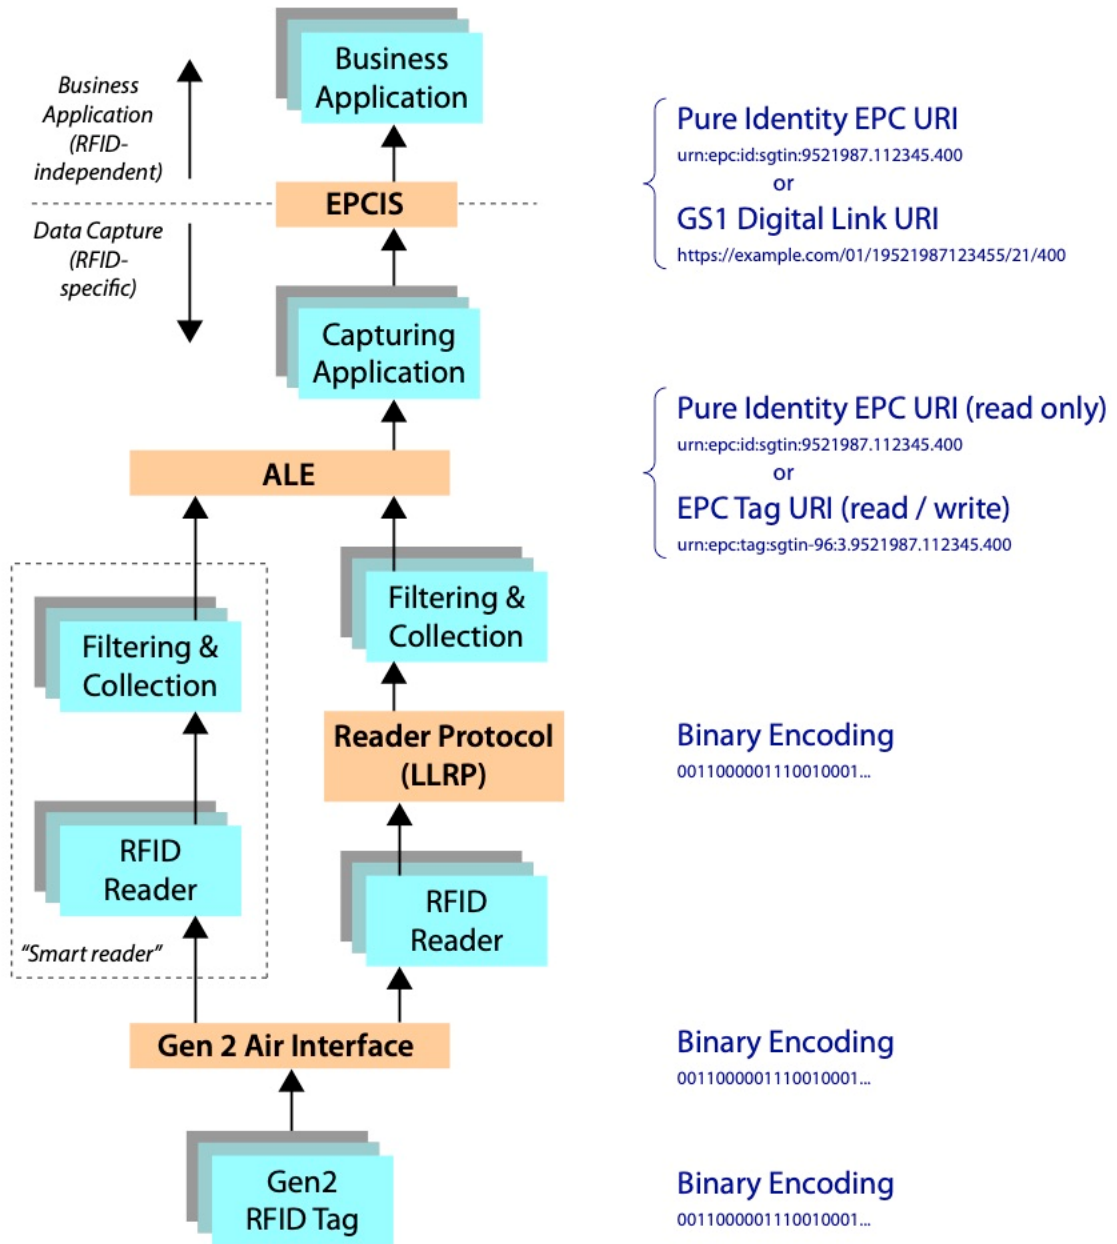 Business
Application
Business
Application
(RFID-
independent)
Pure Identity EPC URI
urn:epc:id:sgtin:9521987.112345.400
or
EPCIS
GS1 Digital Link URI
https://example.com/01/19521987123455/21/400
Data Capture
(RFID-
specific)
Capturing
Application
Pure Identity EPC URI (read only)
urn:epc:id:sgtin:9521987.112345.400
or
ALE
EPC Tag URI (read / write)
urn:epc:tag:sgtin-96:3.9521987.112345.400
Filtering &
Collection
Filtering &
Collection
Reader Protocol
(LLRP)
Binary Encoding
0011000001110010001...
RFID
Reader
RFID
Reader
“Smart reader”
Gen 2 Air Interface
Binary Encoding
0011000001110010001...
Gen2
RFID Tag
Binary Encoding
0011000001110010001...